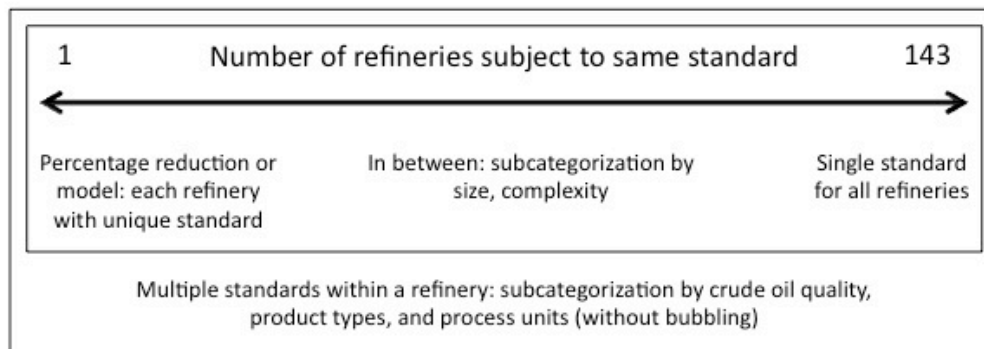 1 Number of refineries subject to same standard 143
Percentage reduction or
model: each refinery
with unique standard
In between: subcategorization by
size, complexity
Single standard
for all refineries
Multiple standards within a refinery: subcategorization by crude oil quality,
product types, and process units (without bubbling)